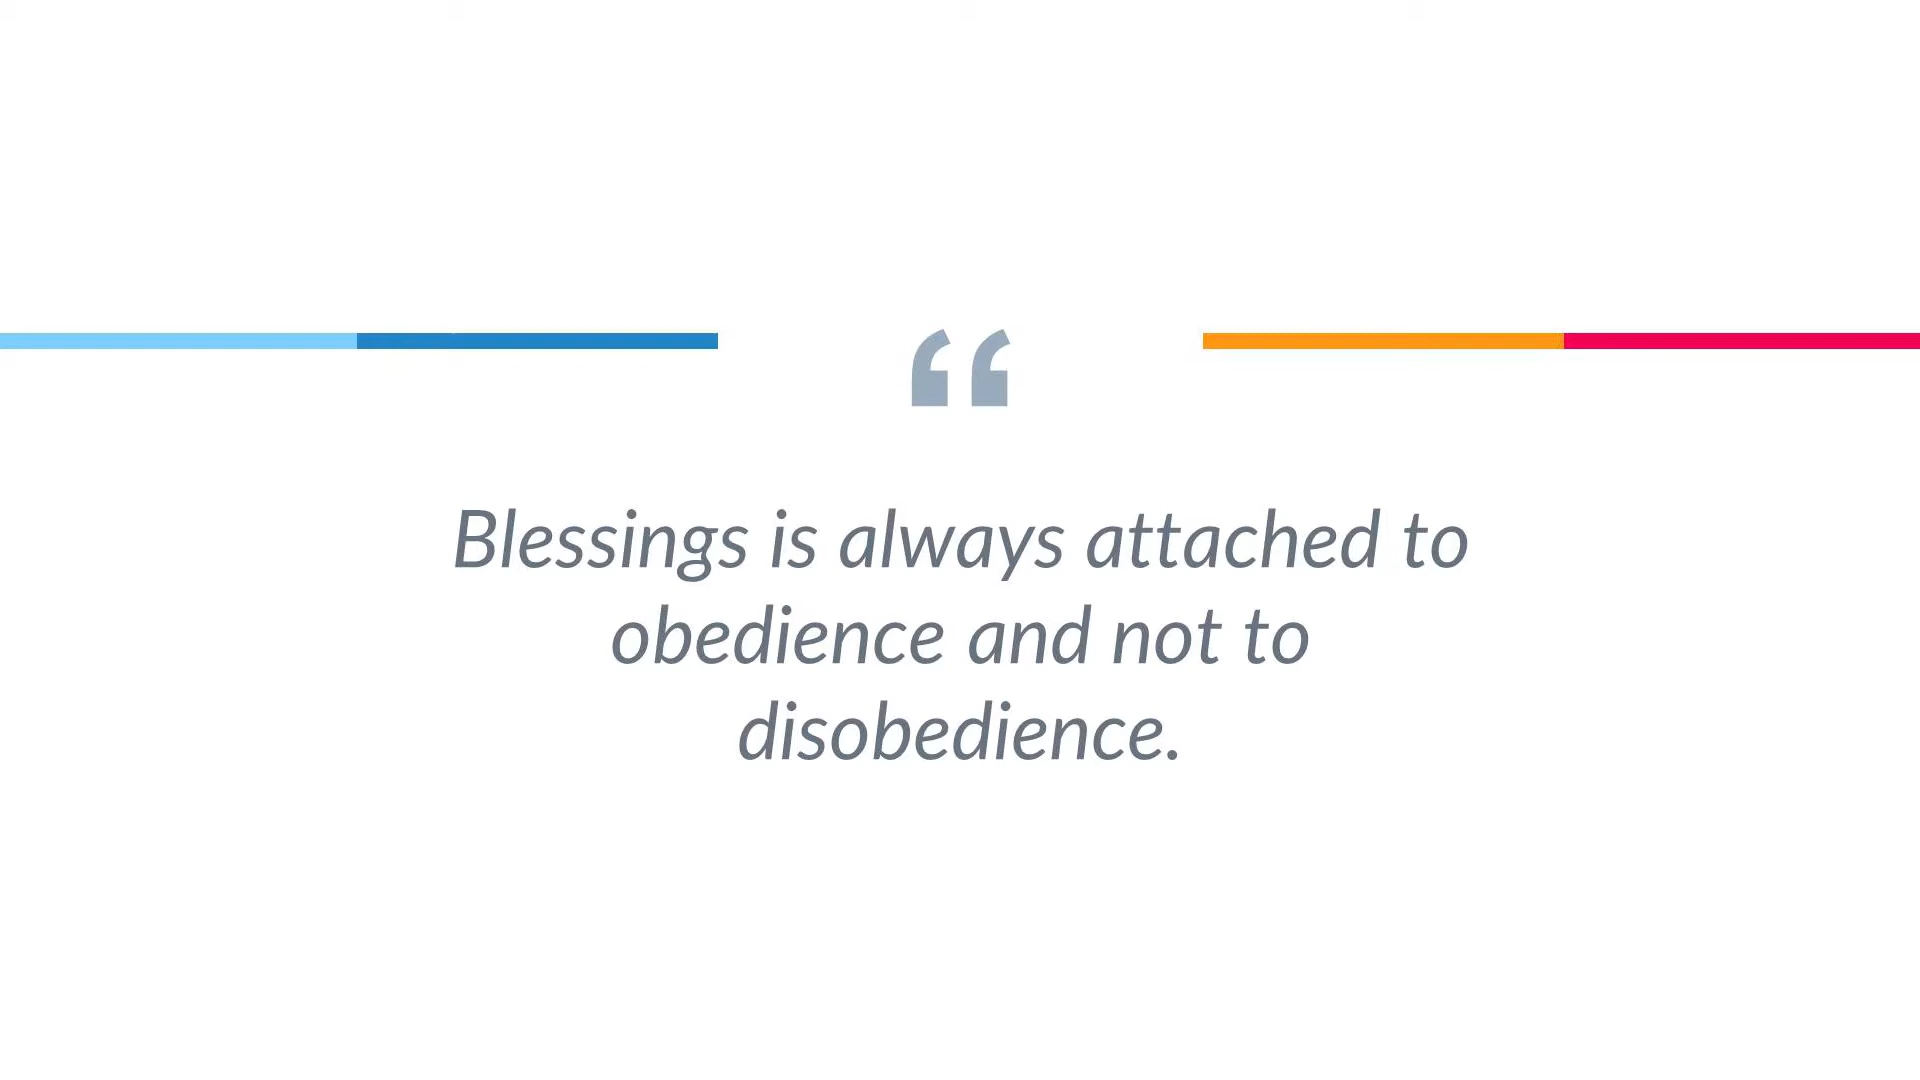 “
Blessings is always attached to
obedience and not to
disobedience.